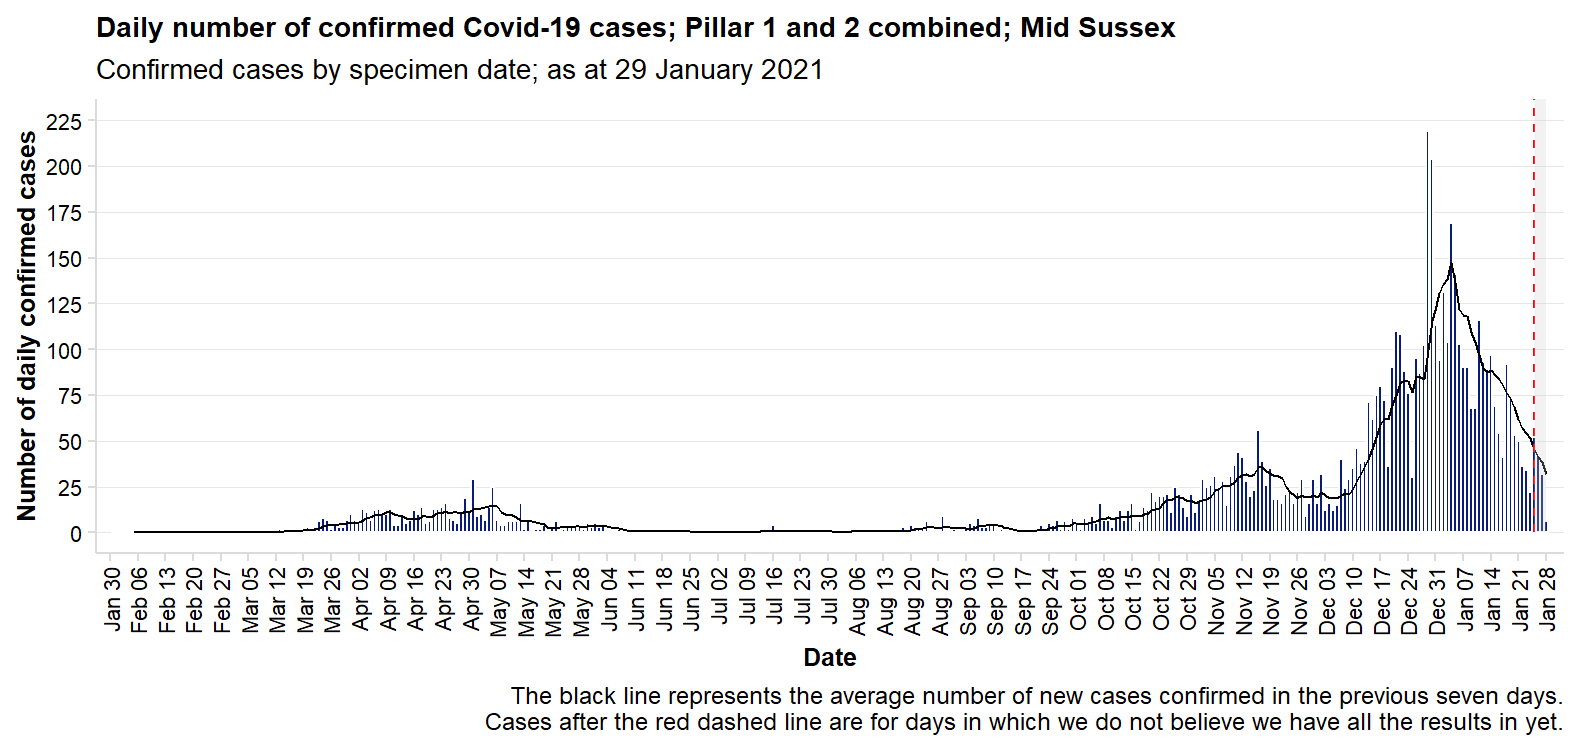 Daily number of confirmed Covid-19 cases; Pillar 1 and 2 combined; Mid Sussex
Confirmed cases by specimen date; as at 29 January 2021
Number of daily confirmed cases
225
200
175
150
125
100
75
50
25
0
Jan 30
Feb 06
Feb 13
Feb 20
Feb 27
Mar 05
Mar 12
Mar 19
Mar 26
Apr 02
Apr 09
Apr 16
Apr 23
Apr 30
May 07
May 14
May 21
May 28
Jun 04
Jun 11
Jun 18
Jun 25
Jul 02
Jul 09
Jul 16
Jul 23
Jul 30
Aug 06
Aug 13
Aug 20
Aug 27
Sep 03
Sep 10
Sep 17
Sep 24
Oct 01
Oct 08
Oct 15
Oct 22
Oct 29
Nov 05
Nov 12
Nov 19
Nov 26
Dec 03
Dec 10
Dec 17
Dec 24
Dec 31
Jan 07
Jan 14
Jan 21
Jan 28
Date
The black line represents the average number of new cases confirmed in the previous seven days.
Cases after the red dashed line are for days in which we do not believe we have all the results in yet.